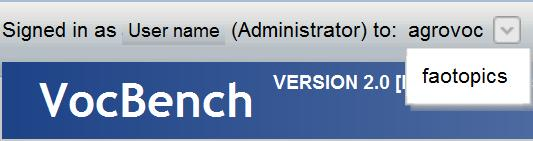 Signed in as User name (Administrator) to: agrovoc
faotopics
VocBench VERSION 2.0 [